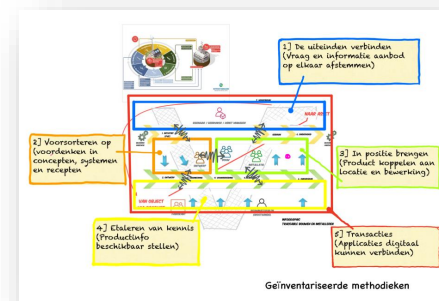 1] De uiteinden verbinden
(Vraag en informatie aanbod
op elkaar afstemmen)
NAAR OBJECT
2] Voorsorteren op
(voordenken in
concepten, systemen
en recepten
3] In positie brengen
(Product koppelen aan
locatie en bewerking)
VAN OBJECT
4] Etaleren van kennis
(Productinfo
beschikbaar stellen)
5] Transacties
(Applicaties digitaal
kunnen verbinden)
Geïnventariseerde methodieken